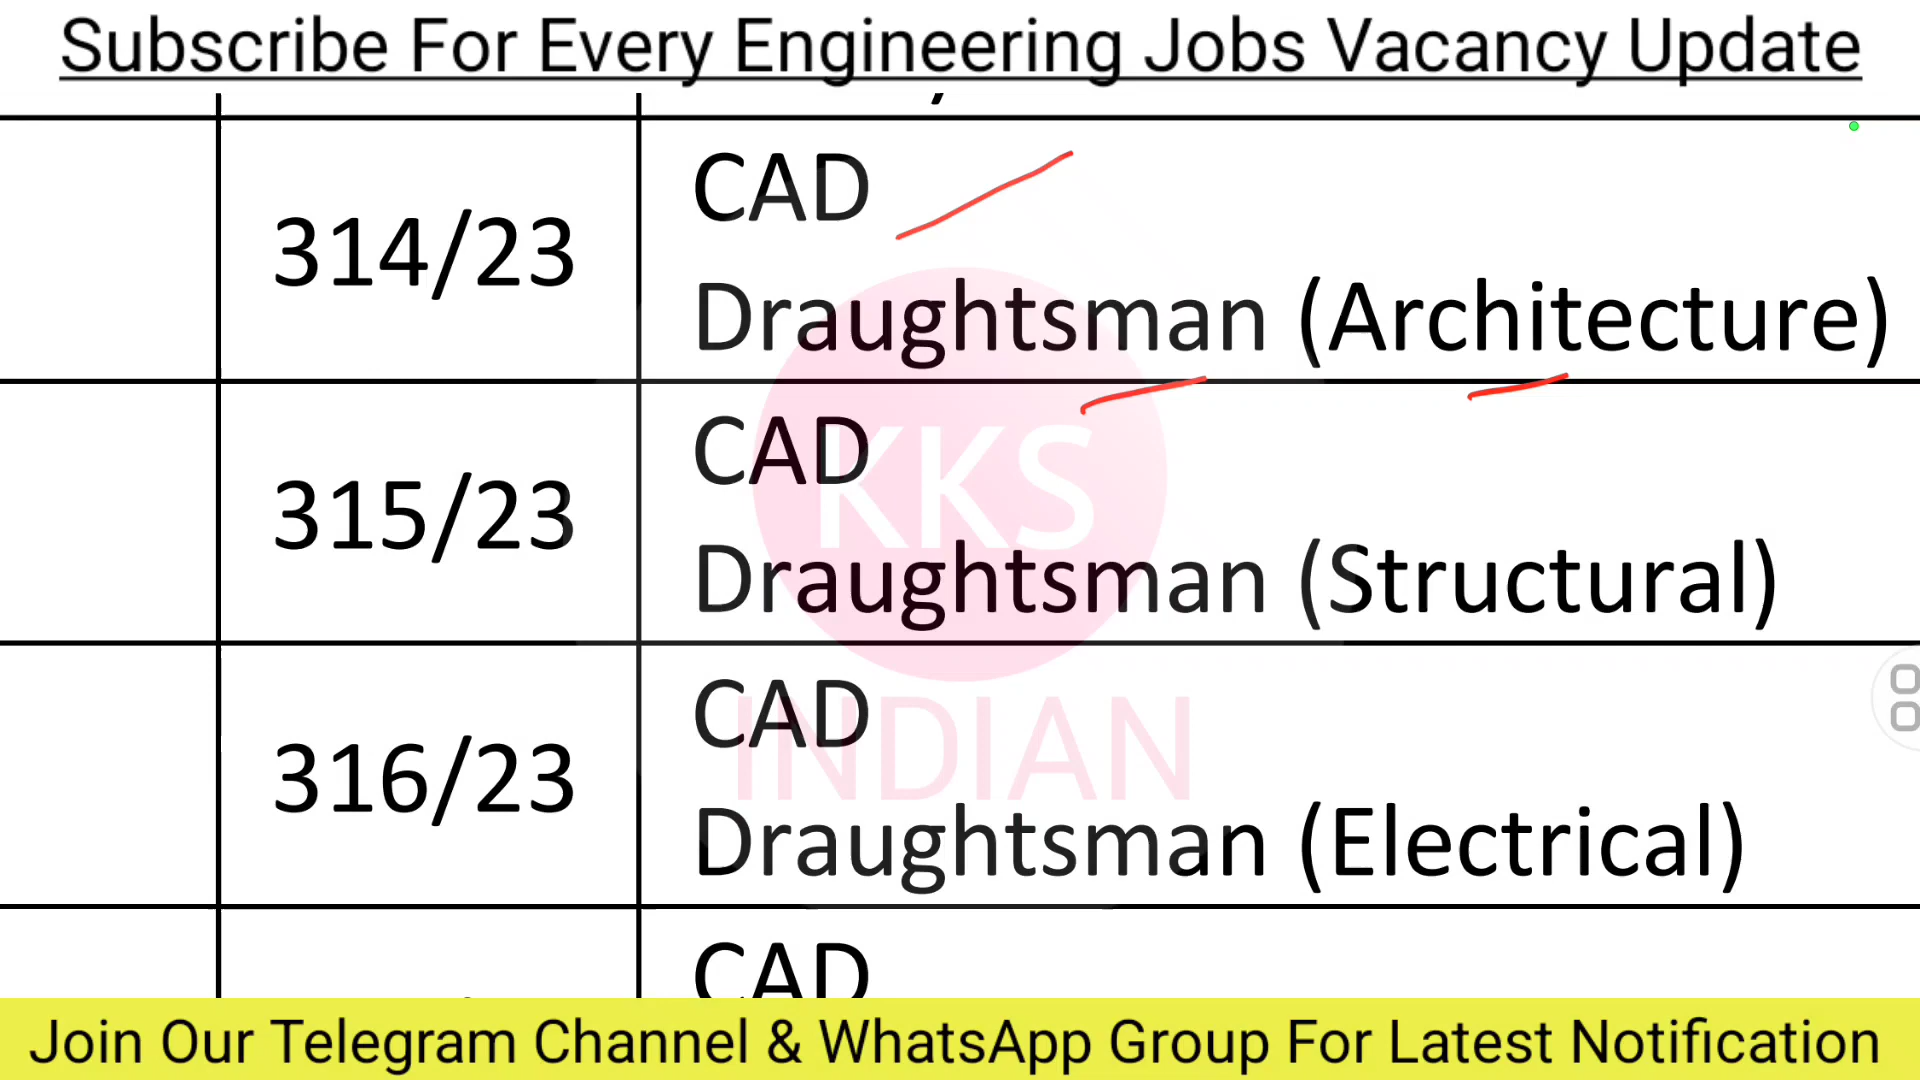 Subscribe For Every Engineering Jobs Vacancy Update
314/23
CAD
Draughtsman (Architecture)
315/23
CAD
Draughtsman (Structural)
KKS
INDIAN
316/23
CAD
Draughtsman (Electrical)
CAD
Join Our Telegram Channel & WhatsApp Group For Latest Notification